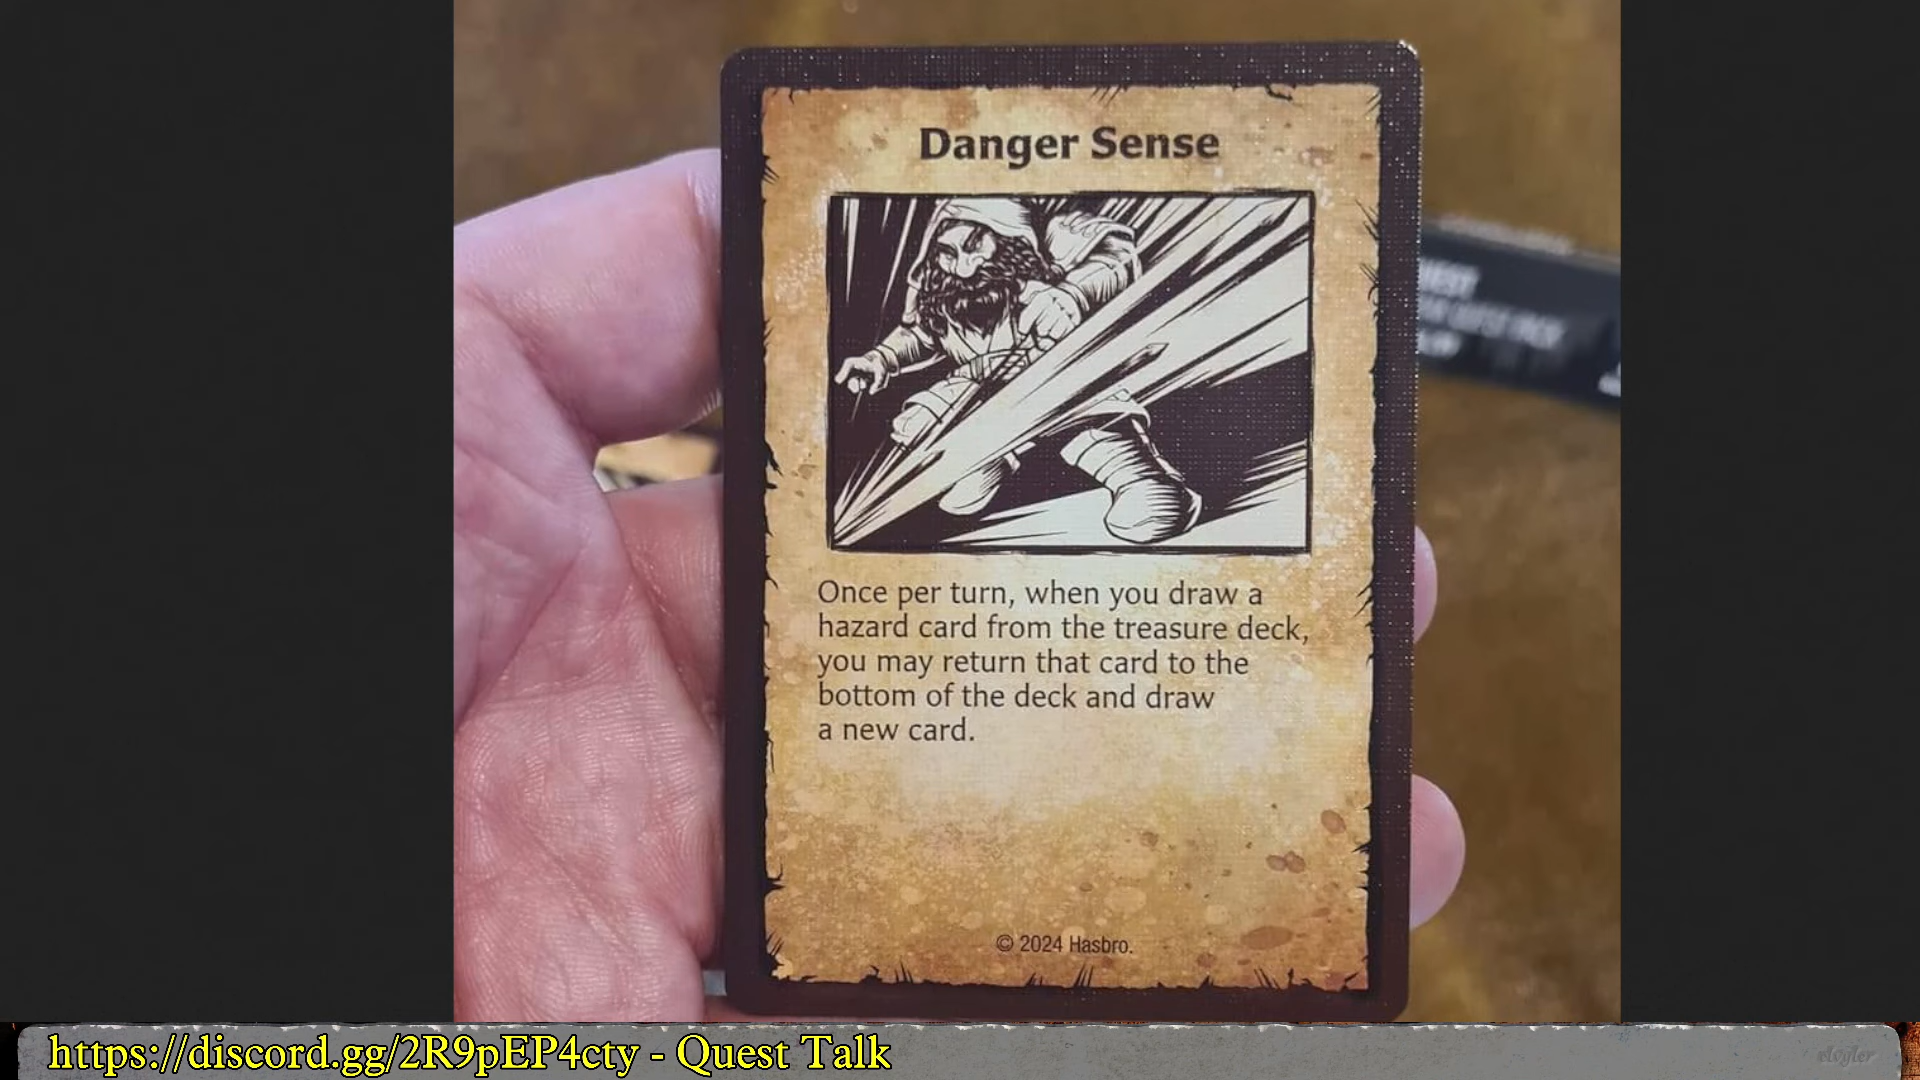 Danger Sense
Once per turn, when you draw a
hazard card from the treasure deck,
you may return that card to the
bottom of the deck and draw
a new card.
© 2024 Hasbro.
https://discord.gg/2R9pEP4cty - Quest Talk